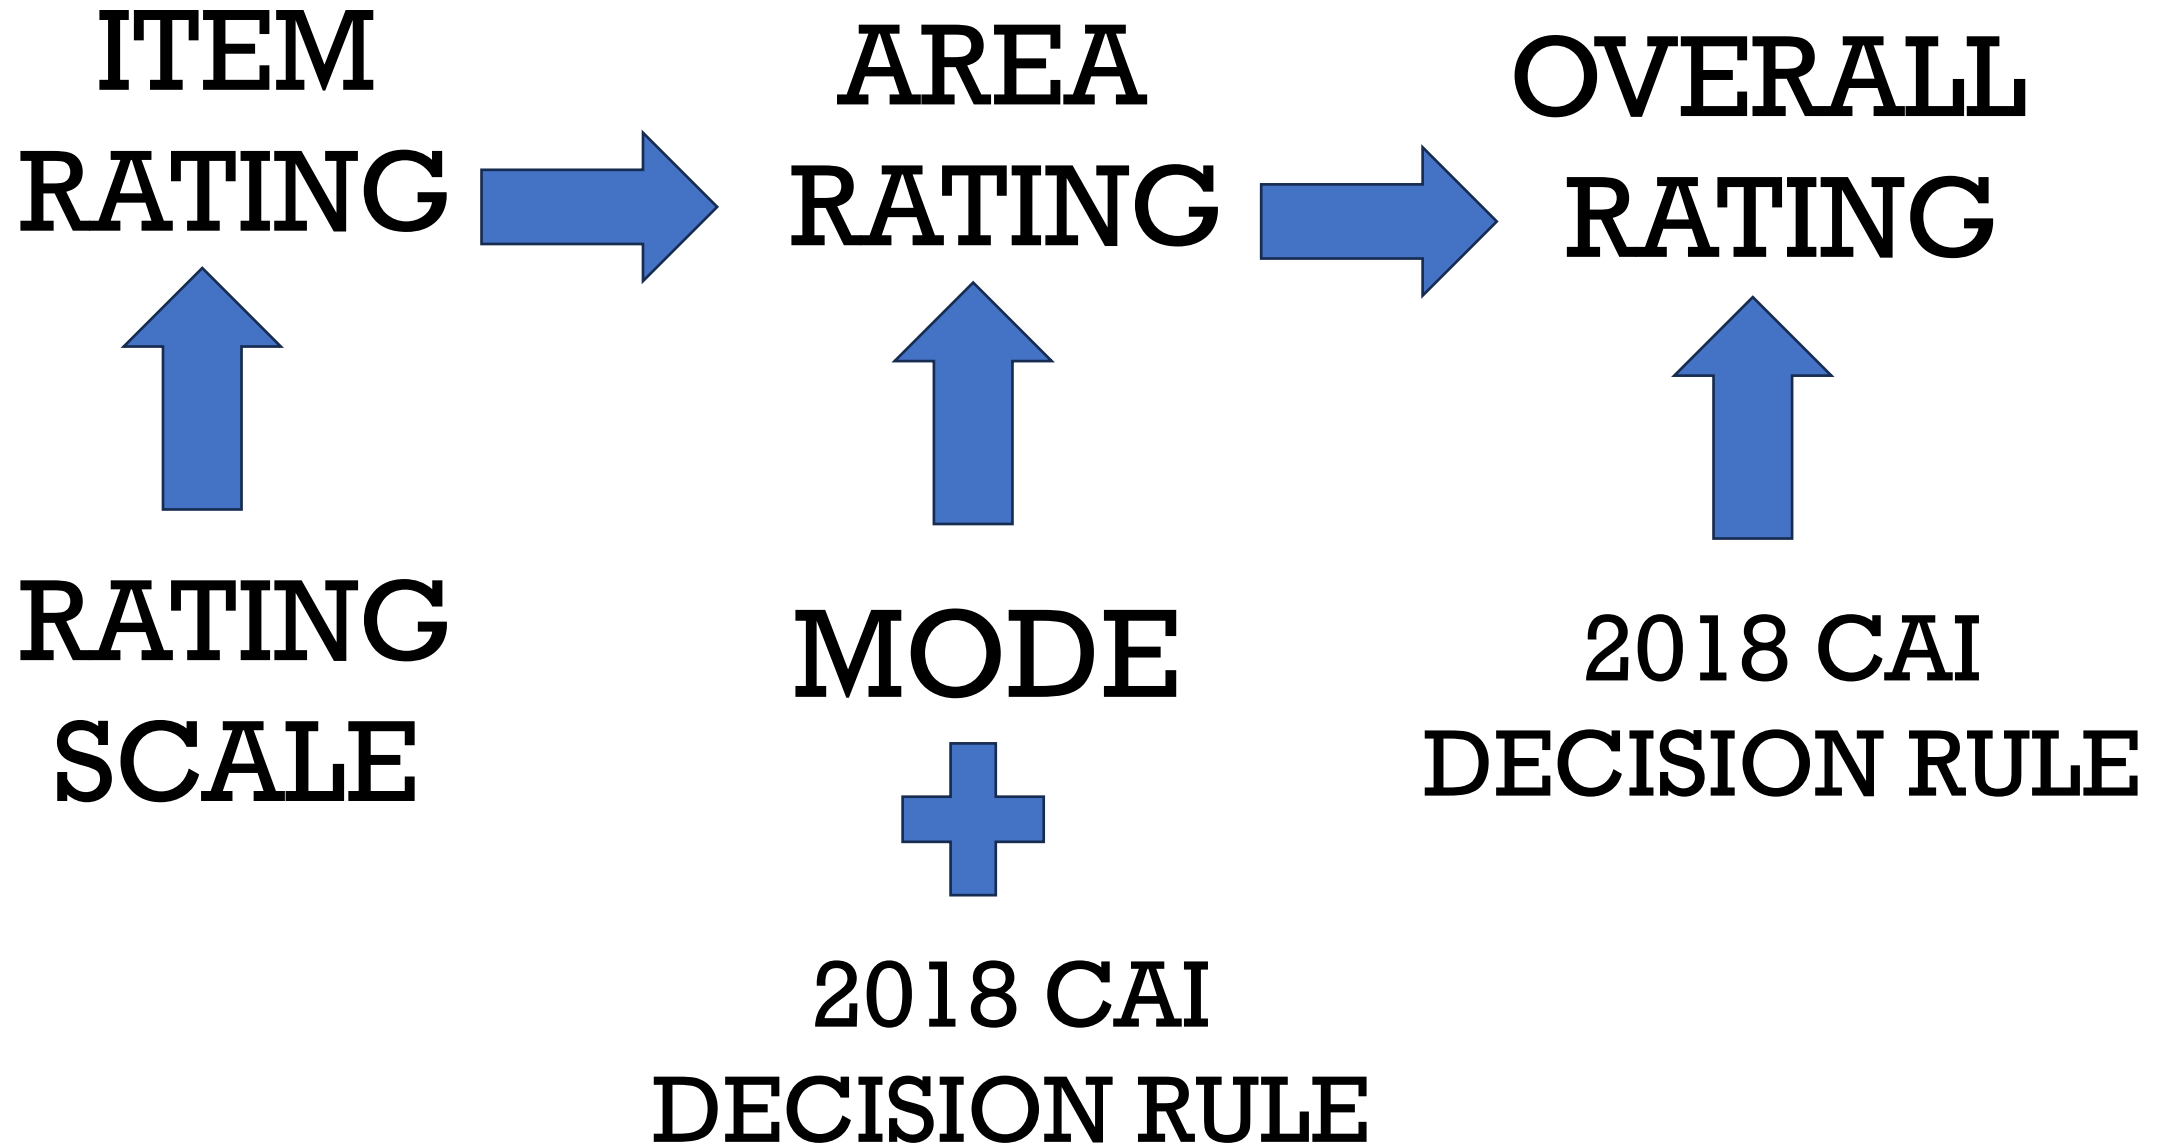 ITEM
RATING
AREA
RATING
OVERALL
RATING
RATING
SCALE
MODE
2018 CAI
DECISION RULE
2018 CAI
DECISION RULE